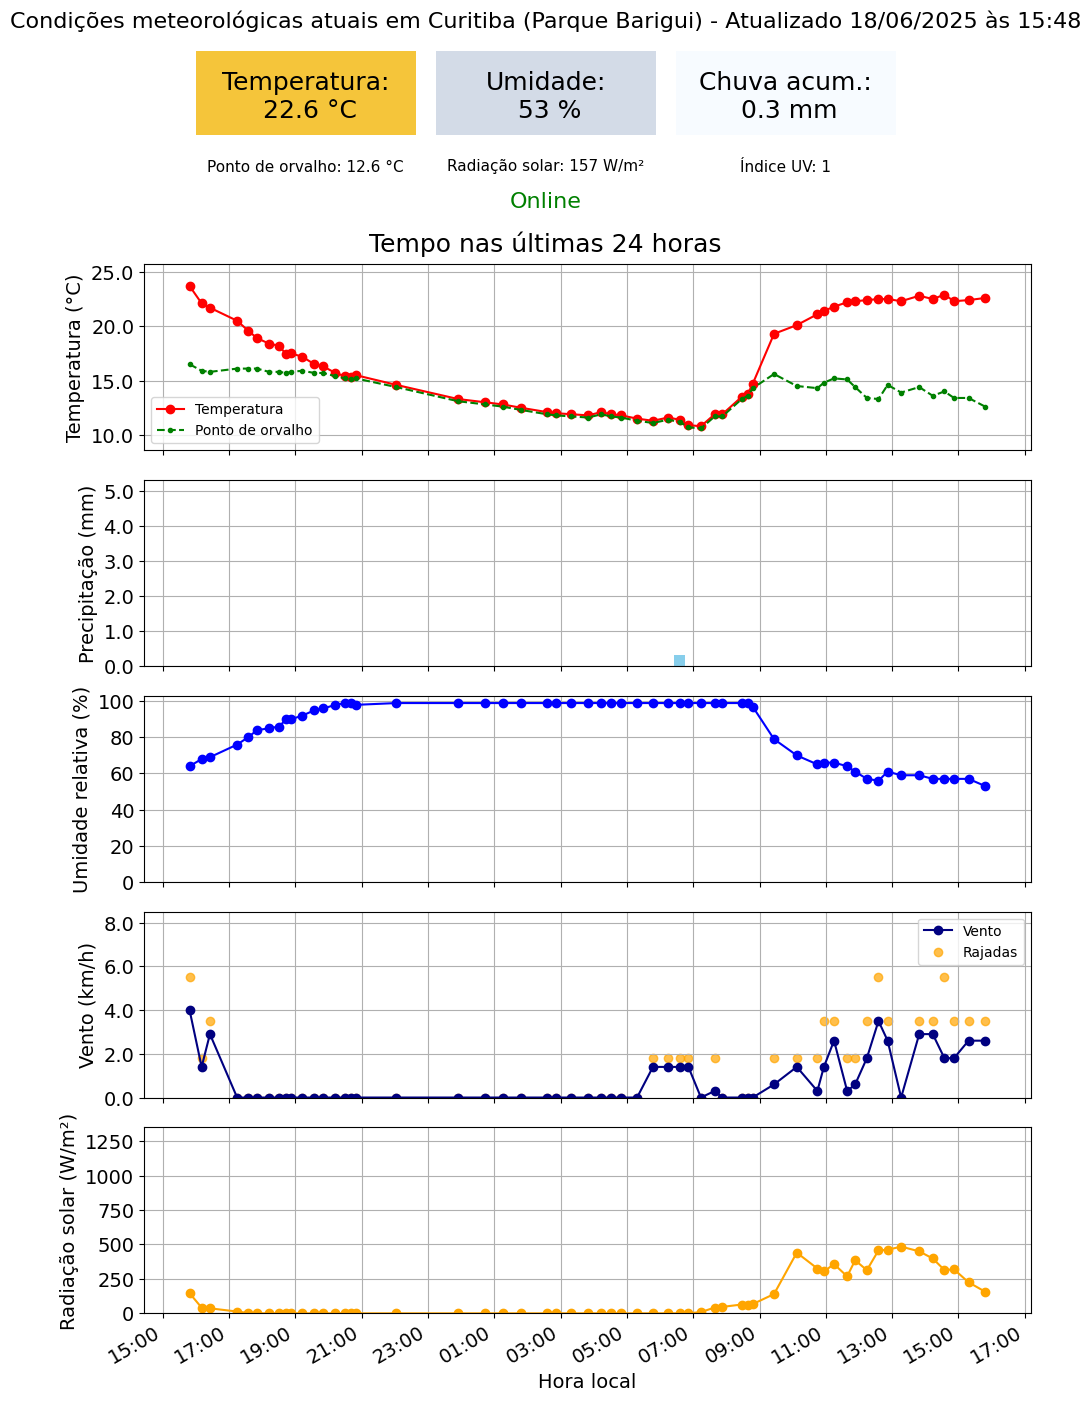 Condições meteorológicas atuais em Curitiba (Parque Barigui) - Atualizado 18/06/2025 às 15:48
Temperatura:
22.6 °C
Umidade:
53 %
Chuva acum.:
0.3 mm
Ponto de orvalho: 12.6 °C
Radiação solar: 157 W/m²
Índice UV: 1
Online
Tempo nas últimas 24 horas
Temperatura (°C)
25.0
20.0
15.0
10.0
Temperatura
Ponto de orvalho
Precipitação (mm)
5.0
4.0
3.0
2.0
1.0
0.0
Umidade relativa (%)
100
80
60
40
20
0
Vento (km/h)
8.0
6.0
4.0
2.0
0.0
Vento
Rajadas
Radiação solar (W/m²)
1250
1000
750
500
250
0
15:00
17:00
19:00
21:00
23:00
01:00
03:00
05:00
07:00
09:00
11:00
13:00
15:00
17:00
Hora local